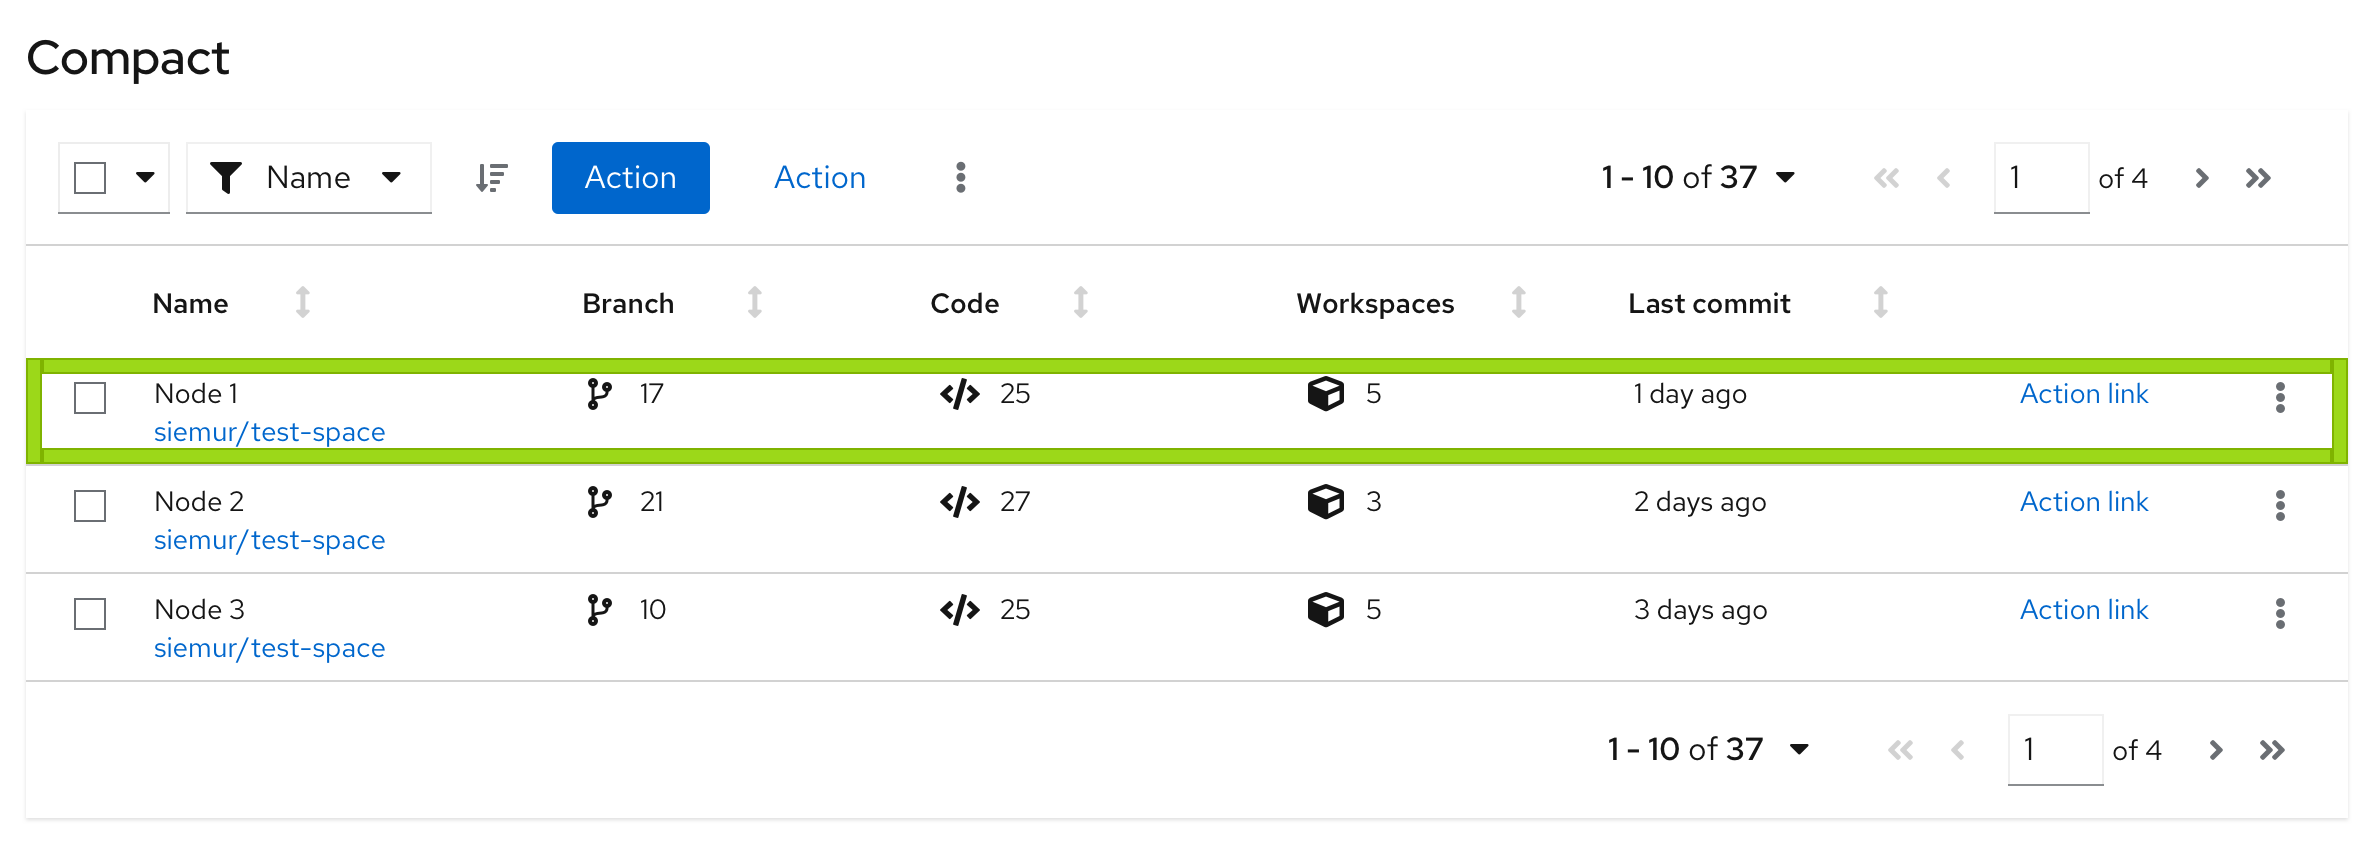 Compact
Name Action Action 1 - 10 of 37 1 of 4
Name Branch Code Workspaces Last commit
Node 1 17 25 5 1 day ago Action link
siemur/test-space
Node 2 21 27 3 2 days ago Action link
siemur/test-space
Node 3 10 25 5 3 days ago Action link
siemur/test-space
1 - 10 of 37 1 of 4